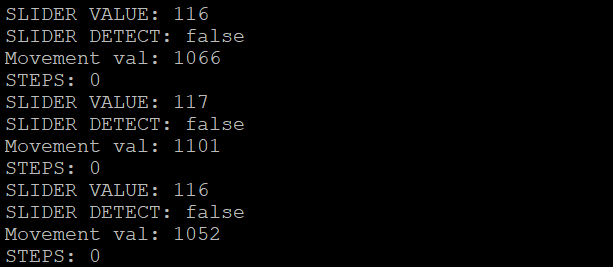 SLIDER VALUE: 116
SLIDER DETECT: false
Movement val: 1066
STEPS: 0
SLIDER VALUE: 117
SLIDER DETECT: false
Movement val: 1101
STEPS: 0
SLIDER VALUE: 116
SLIDER DETECT: false
Movement val: 1052
STEPS: 0